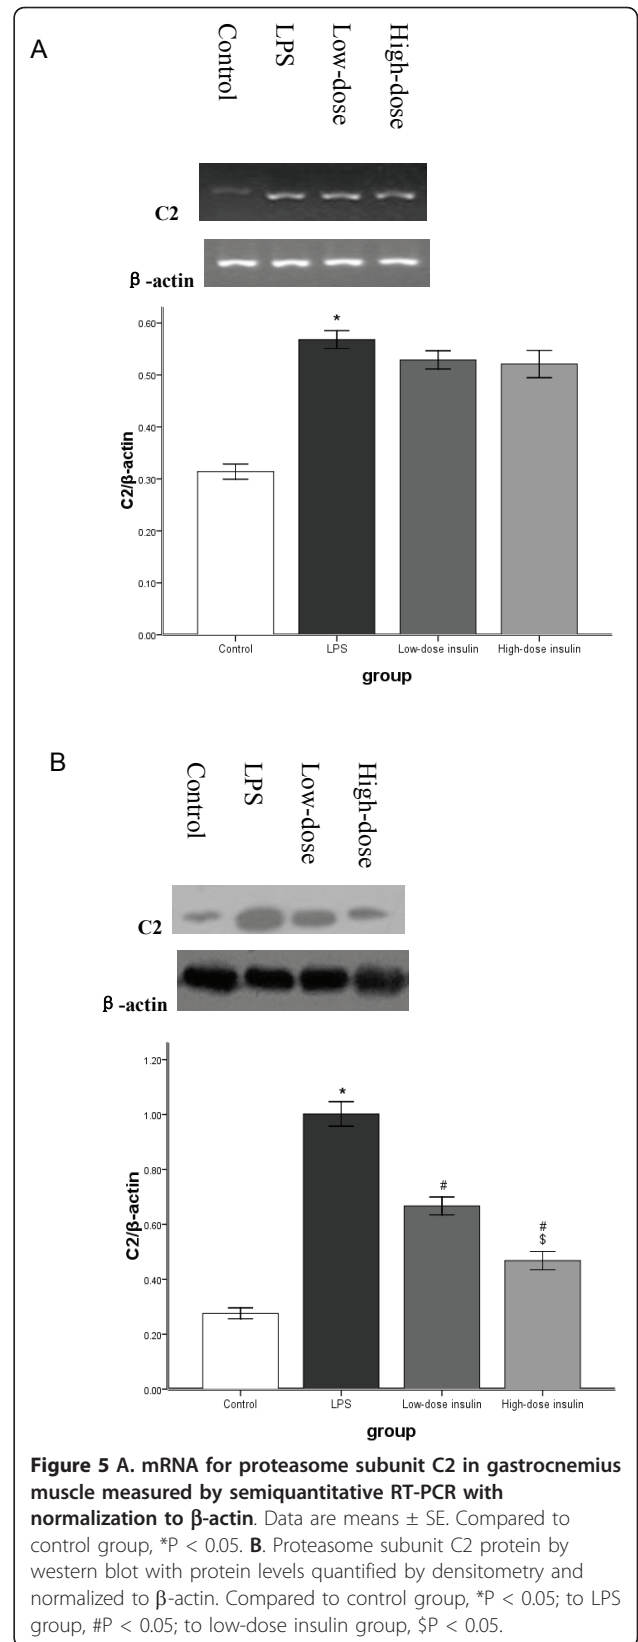 A
Control
LPS
Low-dose
High-dose
C2
β -actin
*
0.60
0.50
0.40
0.30
0.20
0.10
0.00
C2/β-actin
Control LPS Low-dose insulin High-dose insulin
group
B
Control
LPS
Low-dose
High-dose
C2
β -actin
1.20
1.00
0.80
0.60
0.40
0.20
0.00
C2/β-actin
*
#
#
$
Control LPS Low-dose insulin High-dose insulin
group
Figure 5 A. mRNA for proteasome subunit C2 in gastrocnemius
muscle measured by semiquantitative RT-PCR with
normalization to β-actin. Data are means ± SE. Compared to
control group, *P < 0.05. B. Proteasome subunit C2 protein by
western blot with protein levels quantified by densitometry and
normalized to β-actin. Compared to control group, *P < 0.05; to LPS
group, #P < 0.05; to low-dose insulin group, $P < 0.05.